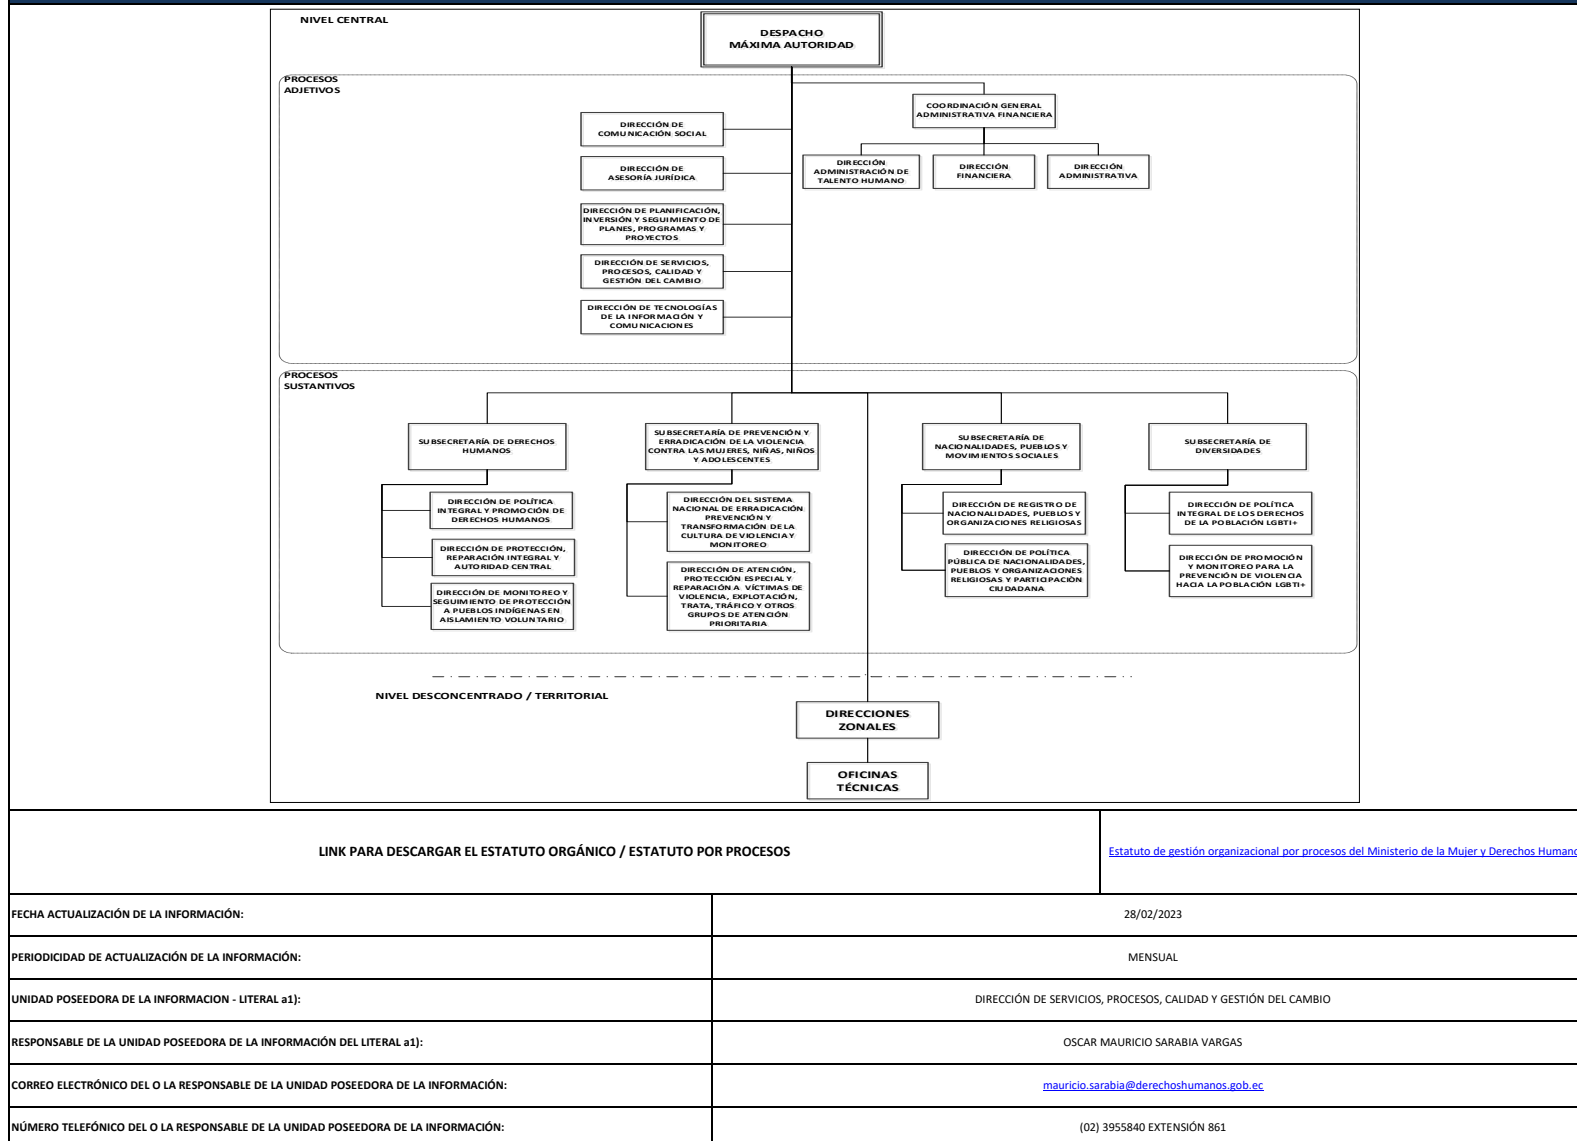 NIVEL CENTRAL
DESPACHO
MÁXIMA AUTORIDAD
PROCESOS
ADJETIVOS
COORDINACIÓN GENERAL
ADMINISTRATIVA FINANCIERA
DIRECCIÓN DE
COMUNICACIÓN SOCIAL
DIRECCIÓN
ADMINISTRACIÓN DE
TALENTO HUMANO
DIRECCIÓN
FINANCIERA
DIRECCIÓN
ADMINISTRATIVA
DIRECCIÓN DE
ASESORÍA JURÍDICA
DIRECCIÓN DE PLANIFICACIÓN,
INVERSIÓN Y SEGUIMIENTO DE
PLANES, PROGRAMAS Y
PROYECTOS
DIRECCIÓN DE SERVICIOS,
PROCESOS, CALIDAD Y
GESTIÓN DEL CAMBIO
DIRECCIÓN DE TECNOLOGÍAS
DE LA INFORMACIÓN Y
COMUNICACIONES
PROCESOS
SUSTANTIVOS
SUBSECRETARÍA DE DERECHOS
HUMANOS
SUBSECRETARÍA DE PREVENCIÓN Y
ERRADICACIÓN DE LA VIOLENCIA
CONTRA LAS MUJERES, NIÑAS, NIÑOS
Y ADOLESCENTES
SUBSECRETARÍA DE
NACIONALIDADES, PUEBLOS Y
MOVIMIENTOS SOCIALES
SUBSECRETARÍA DE
DIVERSIDADES
DIRECCIÓN DE POLÍTICA
INTEGRAL Y PROMOCIÓN DE
DERECHOS HUMANOS
DIRECCIÓN DE PROTECCIÓN,
REPARACIÓN INTEGRAL Y
AUTORIDAD CENTRAL
DIRECCIÓN DE MONITOREO Y
SEGUIMIENTO DE PROTECCIÓN
A PUEBLOS INDÍGENAS EN
AISLAMIENTO VOLUNTARIO
DIRECCIÓN DEL SISTEMA
NACIONAL DE ERRADICACIÓN
PREVENCIÓN Y
TRANSFORMACIÓN DE LA
CULTURA DE VIOLENCIA Y
MONITOREO
DIRECCIÓN DE ATENCIÓN,
PROTECCIÓN ESPECIAL Y
REPARACIÓN A VÍCTIMAS DE
VIOLENCIA, EXPLOTACIÓN,
TRATA, TRÁFICO Y OTROS
GRUPOS DE ATENCIÓN
PRIORITARIA
DIRECCIÓN DE REGISTRO DE
NACIONALIDADES, PUEBLOS Y
ORGANIZACIONES RELIGIOSAS
DIRECCIÓN DE POLÍTICA
PÚBLICA DE NACIONALIDADES,
PUEBLOS Y ORGANIZACIONES
RELIGIOSAS Y PARTICIPACIÒN
CIUDADANA
DIRECCIÓN DE POLÍTICA
INTEGRAL DE LOS DERECHOS
DE LA POBLACIÓN LGBTI+
DIRECCIÓN DE PROMOCIÓN
Y MONITOREO PARA LA
PREVENCIÓN DE VIOLENCIA
HACIA LA POBLACIÓN LGBTI+
NIVEL DESCONCENTRADO / TERRITORIAL
DIRECCIONES
ZONALES
OFICINAS
TÉCNICAS
LINK PARA DESCARGAR EL ESTATUTO ORGÁNICO / ESTATUTO POR PROCESOS
Estatuto de gestión organizacional por procesos del Ministerio de la Mujer y Derechos Humano
FECHA ACTUALIZACIÓN DE LA INFORMACIÓN:
28/02/2023
PERIODICIDAD DE ACTUALIZACIÓN DE LA INFORMACIÓN:
MENSUAL
UNIDAD POSEEDORA DE LA INFORMACION - LITERAL a1):
DIRECCIÓN DE SERVICIOS, PROCESOS, CALIDAD Y GESTIÓN DEL CAMBIO
RESPONSABLE DE LA UNIDAD POSEEDORA DE LA INFORMACIÓN DEL LITERAL a1):
OSCAR MAURICIO SARABIA VARGAS
CORREO ELECTRÓNICO DEL O LA RESPONSABLE DE LA UNIDAD POSEEDORA DE LA INFORMACIÓN:
mauricio.sarabia@derechoshumanos.gob.ec
NÚMERO TELEFÓNICO DEL O LA RESPONSABLE DE LA UNIDAD POSEEDORA DE LA INFORMACIÓN:
(02) 3955840 EXTENSIÓN 861